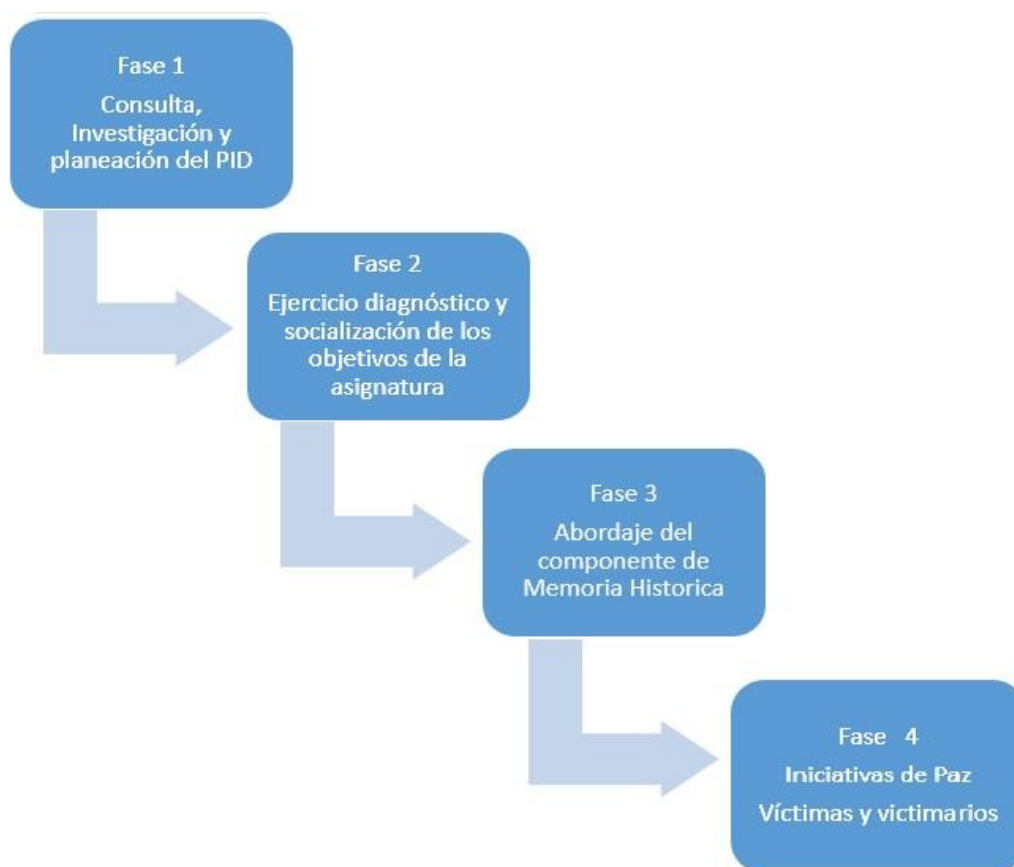 Fase 1
Consulta,
Investigación y
planeación del PID
Fase 2
Ejercicio diagnóstico y
socialización de los
objetivos de la
asignatura
Fase 3
Abordaje del
componente de
Memoria Historica
Fase 4
Iniciativas de Paz
Víctimas y victimarios